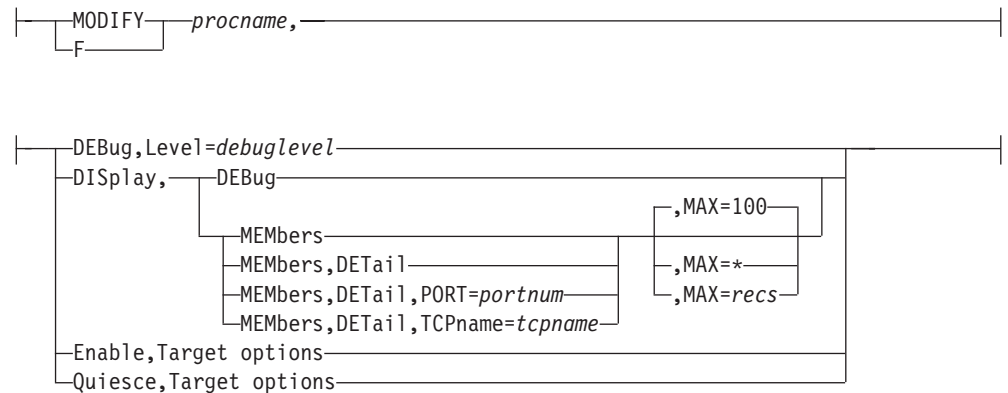 MODIFY procname,
F
DEBug,Level=debuglevel
DISplay, DEBug
,MAX=100
MEMbers
MEMbers,DETail ,MAX=*
MEMbers,DETail,PORT=portnum ,MAX=recs
MEMbers,DETail,TCPname=tcpname
Enable,Target options
Quiesce,Target options